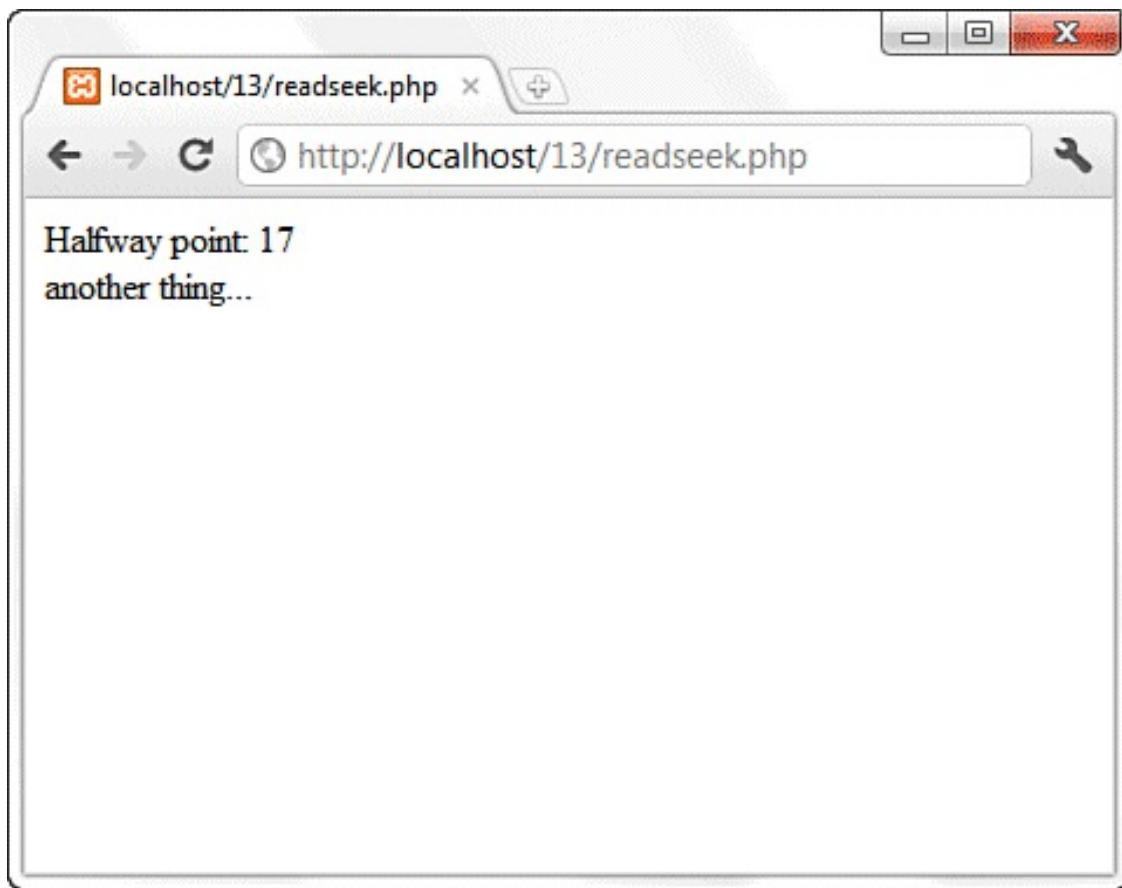 localhost/13/readseek.php
http://localhost/13/readseek.php
Halfway point: 17
another thing...